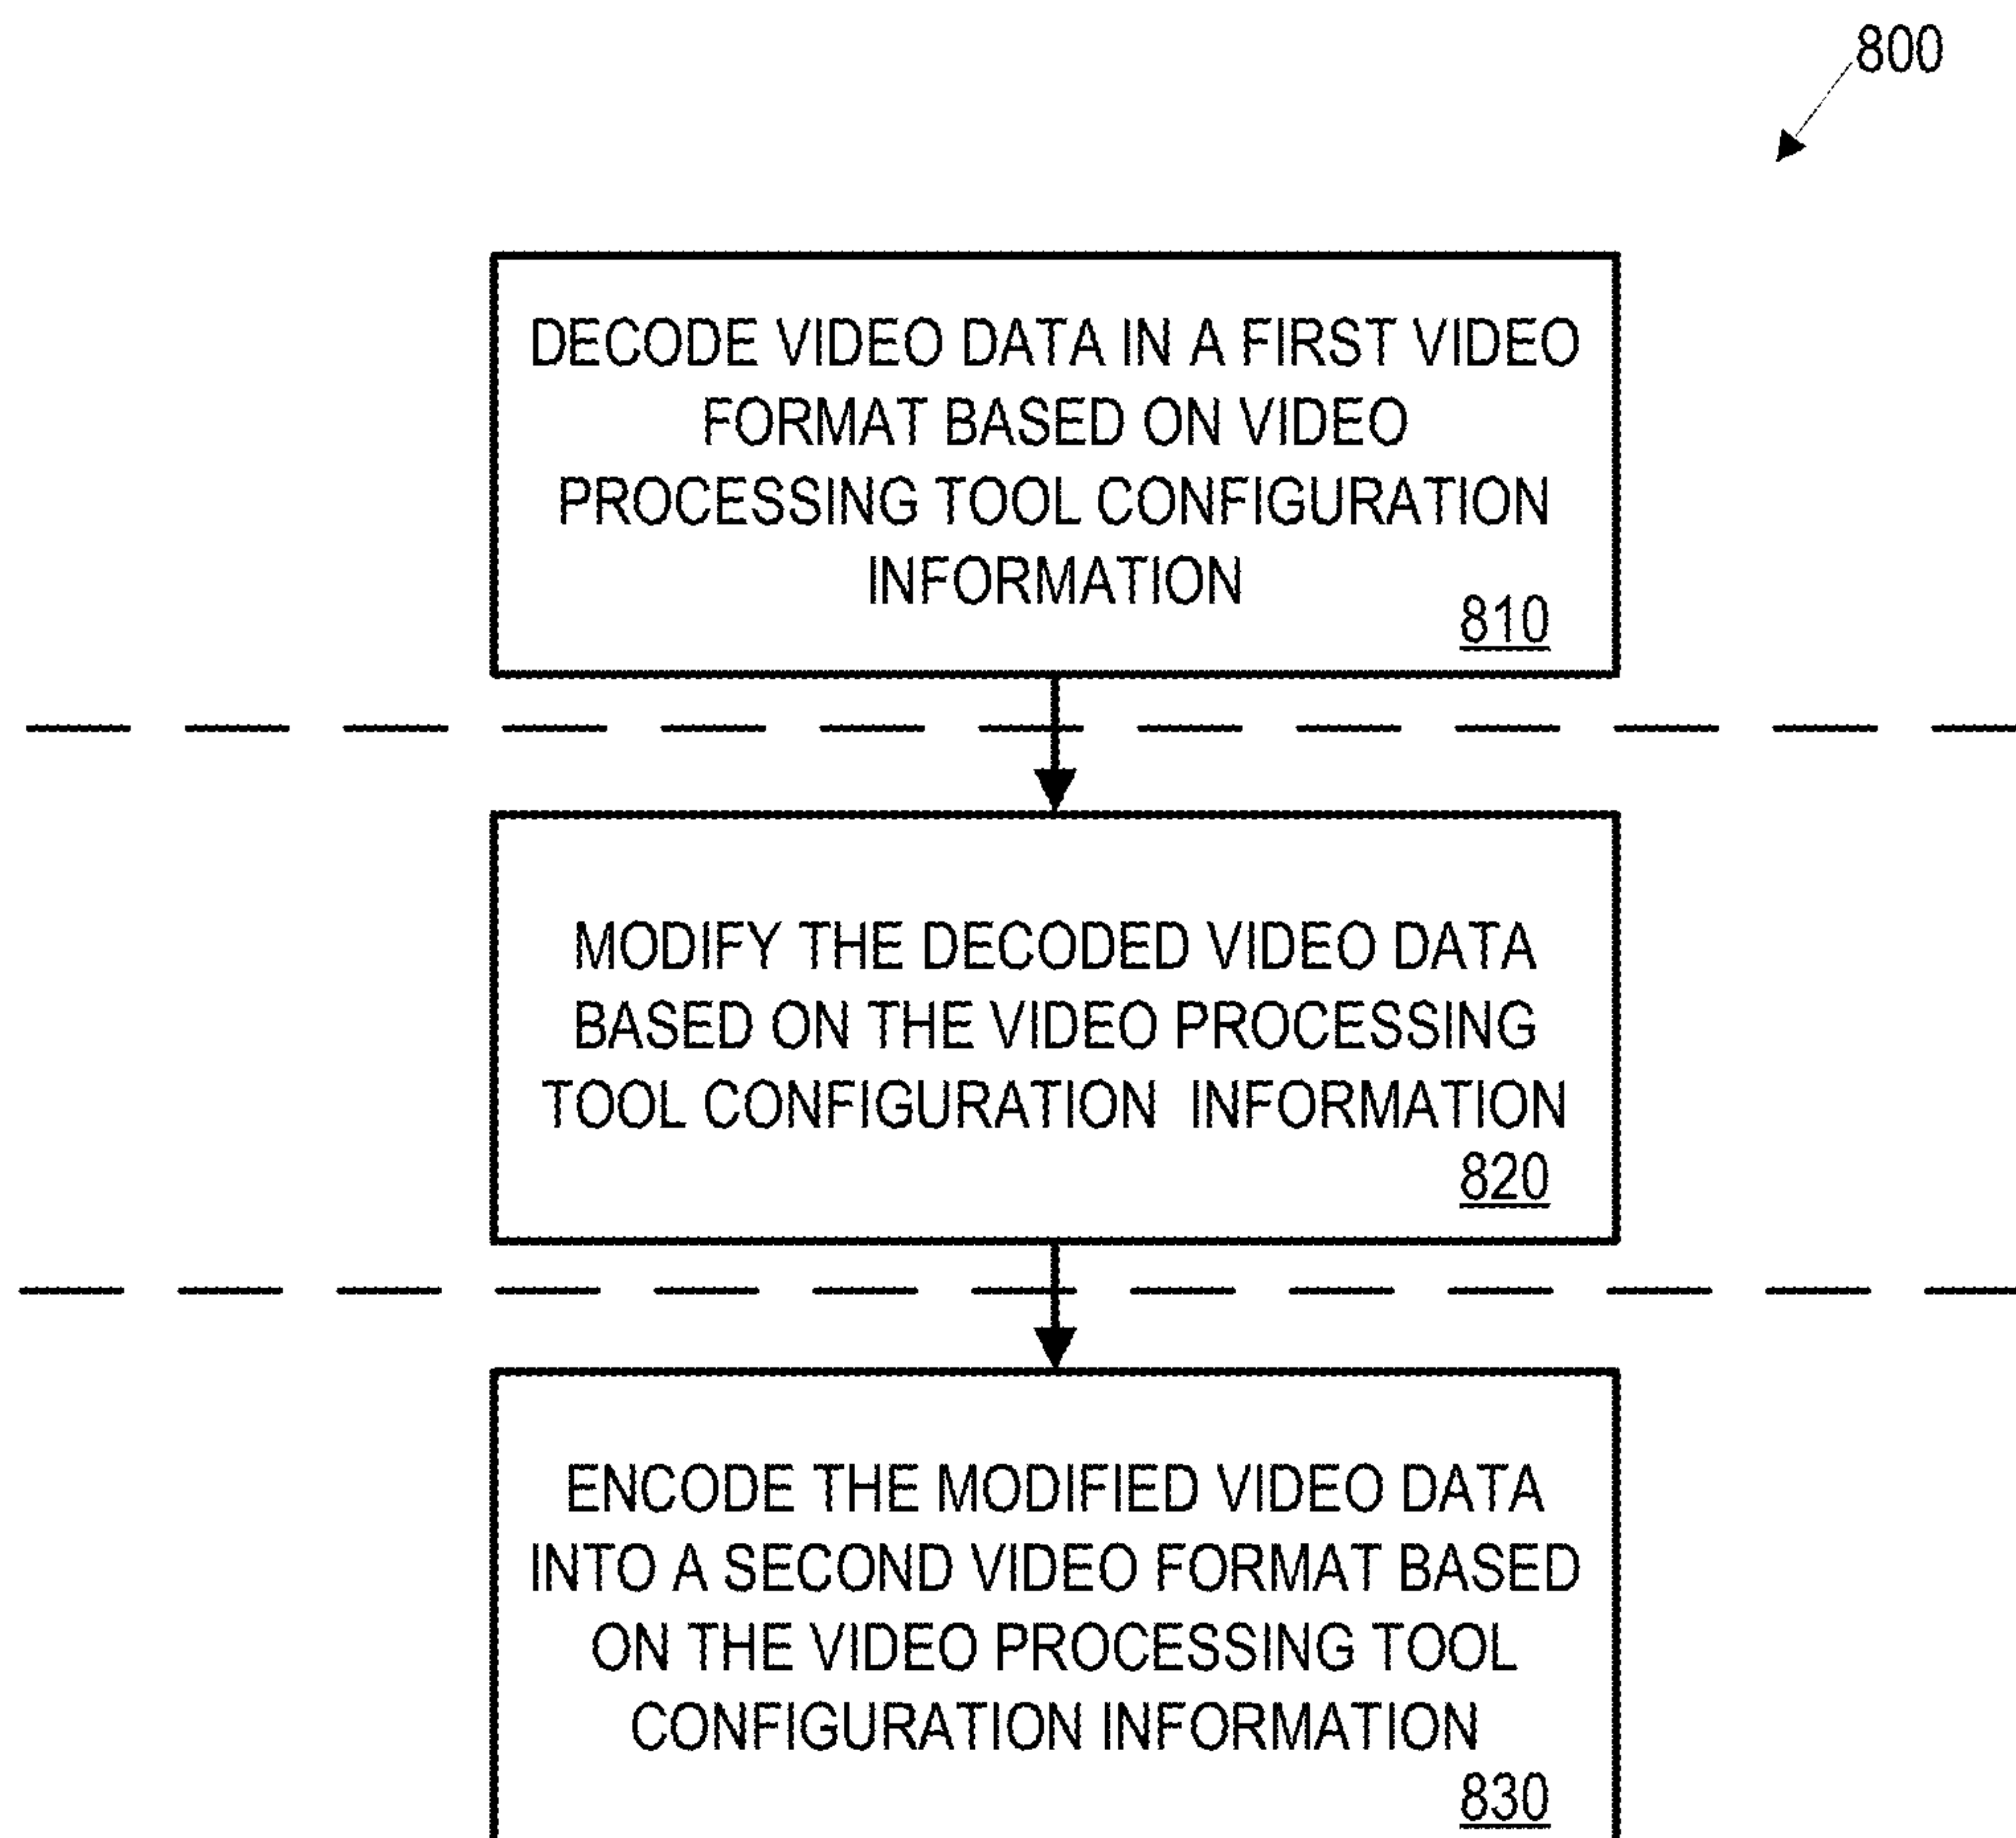 800
DECODE VIDEO DATA IN A FIRST VIDEO
FORMAT BASED ON VIDEO
PROCESSING TOOL CONFIGURATION
INFORMATION
810
MODIFY THE DECODED VIDEO DATA
BASED ON THE VIDEO PROCESSING
TOOL CONFIGURATION INFORMATION
820
ENCODE THE MODIFIED VIDEO DATA
INTO A SECOND VIDEO FORMAT BASED
ON THE VIDEO PROCESSING TOOL
CONFIGURATION INFORMATION
830